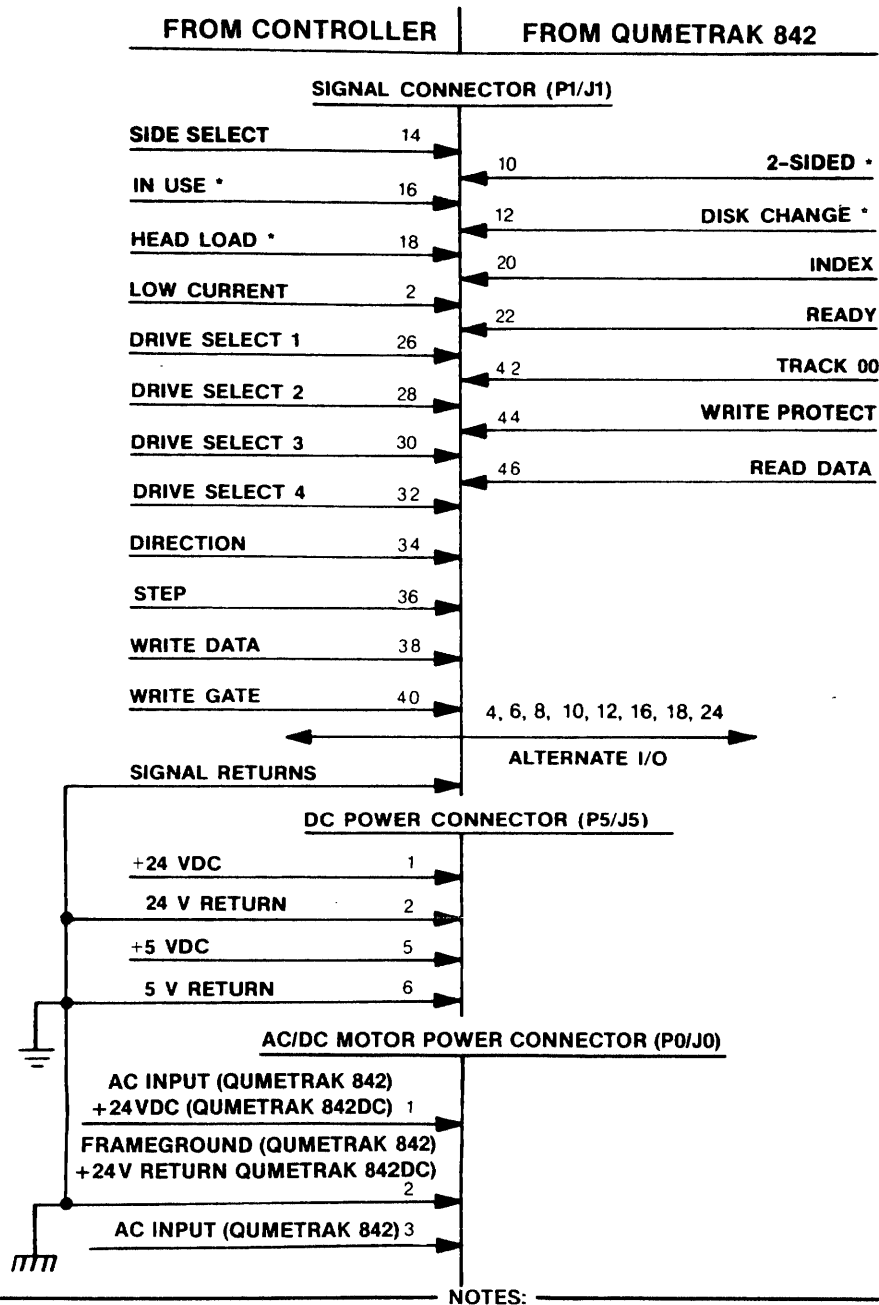 FROM CONTROLLER FROM QUMETRAK 842
SIGNAL CONNECTOR (P1/J1)
SIDE SELECT 14
10 2-SIDED *
IN USE * 16
12 DISK CHANGE *
HEAD LOAD * 18
20 INDEX
LOW CURRENT 2
22 READY
DRIVE SELECT 1 26
42 TRACK 00
DRIVE SELECT 2 28
44 WRITE PROTECT
DRIVE SELECT 3 30
46 READ DATA
DRIVE SELECT 4 32
DIRECTION 34
STEP 36
WRITE DATA 38
WRITE GATE 40
4, 6, 8, 10, 12, 16, 18, 24
ALTERNATE I/O
SIGNAL RETURNS
DC POWER CONNECTOR (P5/J5)
+24 VDC 1
24 V RETURN 2
+5 VDC 5
5 V RETURN 6
AC/DC MOTOR POWER CONNECTOR (P0/J0)
AC INPUT (QUMETRAK 842)
+24VDC (QUMETRAK 842DC) 1
FRAMEGROUND (QUMETRAK 842)
+24V RETURN QUMETRAK 842DC)
2
AC INPUT (QUMETRAK 842) 3
NOTES: